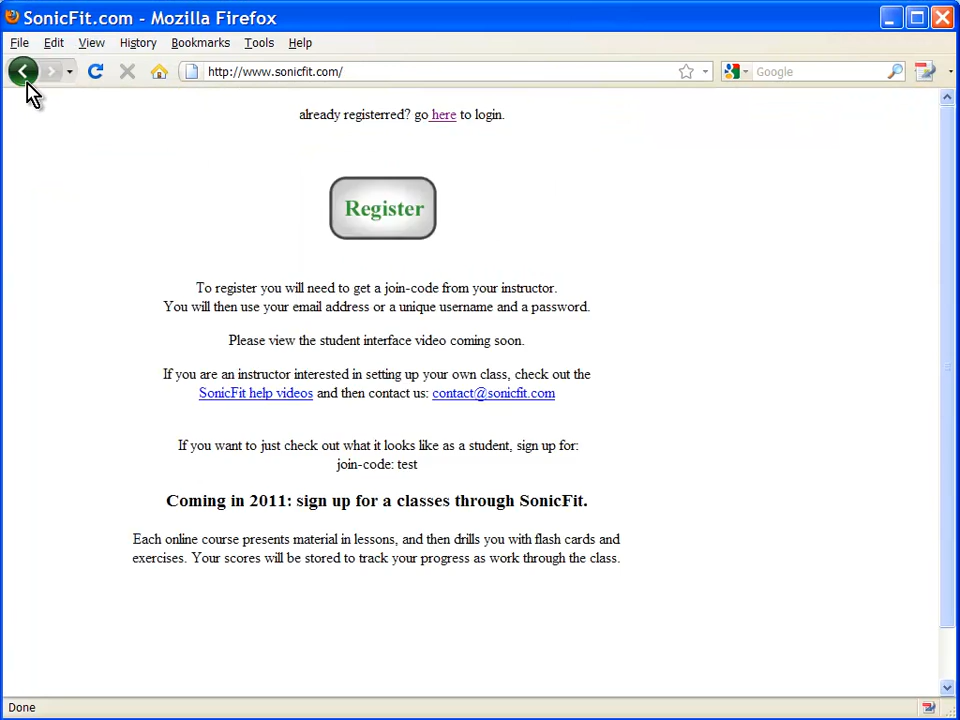 SonicFit.com - Mozilla Firefox
File Edit View History Bookmarks Tools Help
http://www.sonicfit.com/ Google
already registerred? go here to login.
Register
To register you will need to get a join-code from your instructor.
You will then use your email address or a unique username and a password.
Please view the student interface video coming soon.
If you are an instructor interested in setting up your own class, check out the
SonicFit help videos and then contact us: contact@sonicfit.com
If you want to just check out what it looks like as a student, sign up for:
join-code: test
Coming in 2011: sign up for a classes through SonicFit.
Each online course presents material in lessons, and then drills you with flash cards and
exercises. Your scores will be stored to track your progress as work through the class.
Done